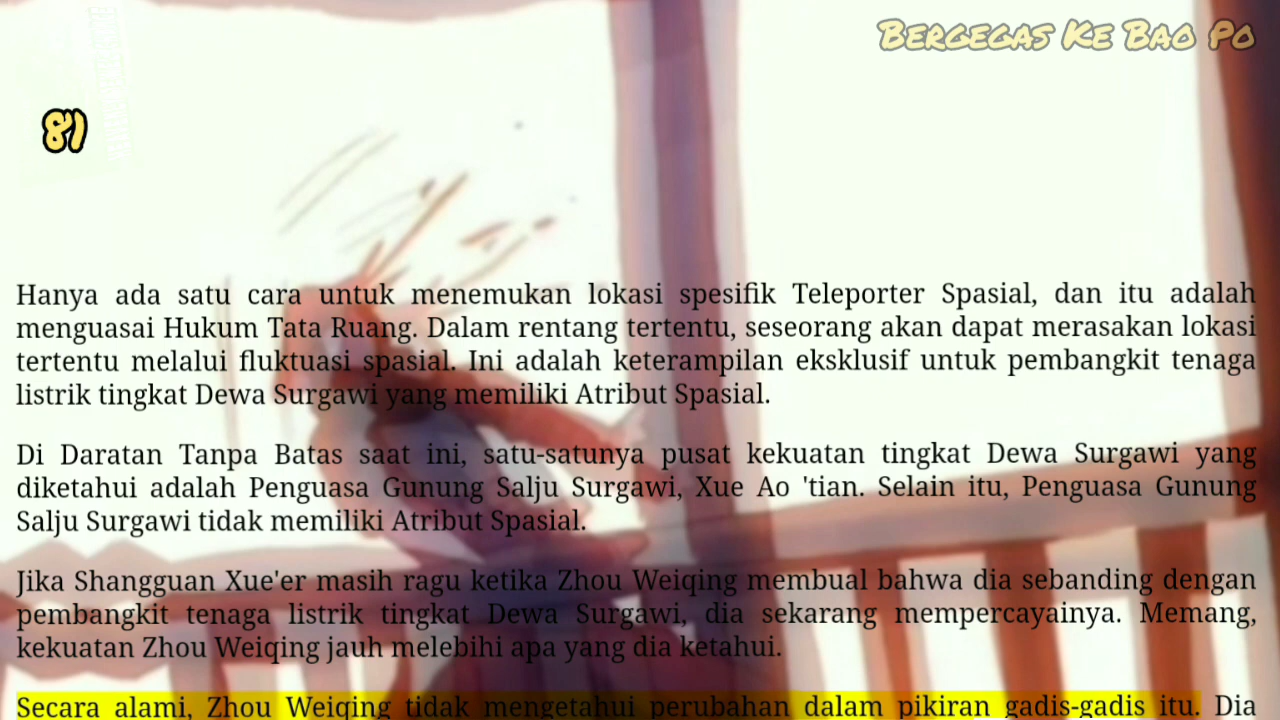 Bergegas Ke Bao Po
81
Hanya ada satu cara untuk menemukan lokasi spesifik Teleporter Spasial, dan itu adalah
menguasai Hukum Tata Ruang. Dalam rentang tertentu, seseorang akan dapat merasakan lokasi
tertentu melalui fluktuasi spasial. Ini adalah keterampilan eksklusif untuk pembangkit tenaga
listrik tingkat Dewa Surgawi yang memiliki Atribut Spasial.
Di Daratan Tanpa Batas saat ini, satu-satunya pusat kekuatan tingkat Dewa Surgawi yang
diketahui adalah Penguasa Gunung Salju Surgawi, Xue Ao 'tian. Selain itu, Penguasa Gunung
Salju Surgawi tidak memiliki Atribut Spasial.
Jika Shangguan Xue'er masih ragu ketika Zhou Weiqing membual bahwa dia sebanding dengan
pembangkit tenaga listrik tingkat Dewa Surgawi, dia sekarang mempercayainya. Memang,
kekuatan Zhou Weiqing jauh melebihi apa yang dia ketahui.
Secara alami, Zhou Weiqing tidak mengetahui perubahan dalam pikiran gadis-gadis itu. Dia